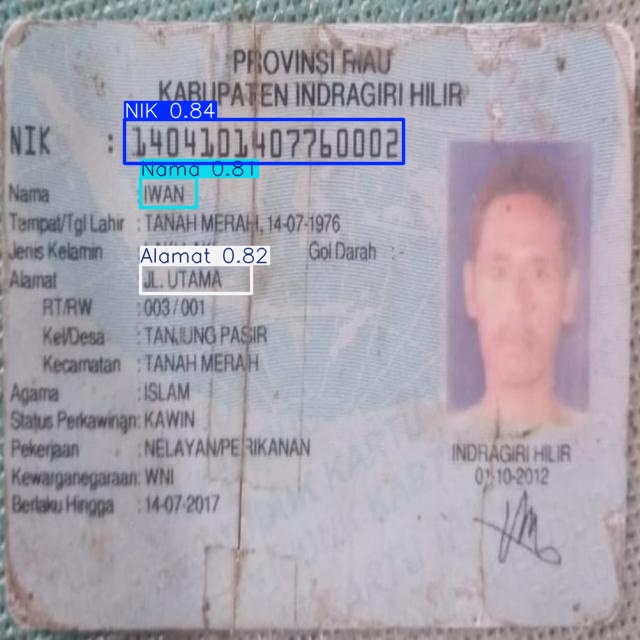 PROVINSI RIAU
KABUPATEN INDRAGIRI HILIR
NIK 0.84
NIK : 1404101407760002
Nama 0.81
Nama : IWAN
Tempat/Tgl Lahir : TANAH MERAH, 14-07-1976
Jenis Kelamin Gol Darah : -
Alamat 0.82
Alamat JL. UTAMA
RT/RW : 003 / 001
Kel/Desa : TANJUNG PASIR
Kecamatan : TANAH MERAH
Agama : ISLAM
Status Perkawinan: KAWIN
Pekerjaan : NELAYAN/PERIKANAN
Kewarganegaraan: WNI
Berlaku Hingga : 14-07-2017
INDRAGIRI HILIR
10-2012